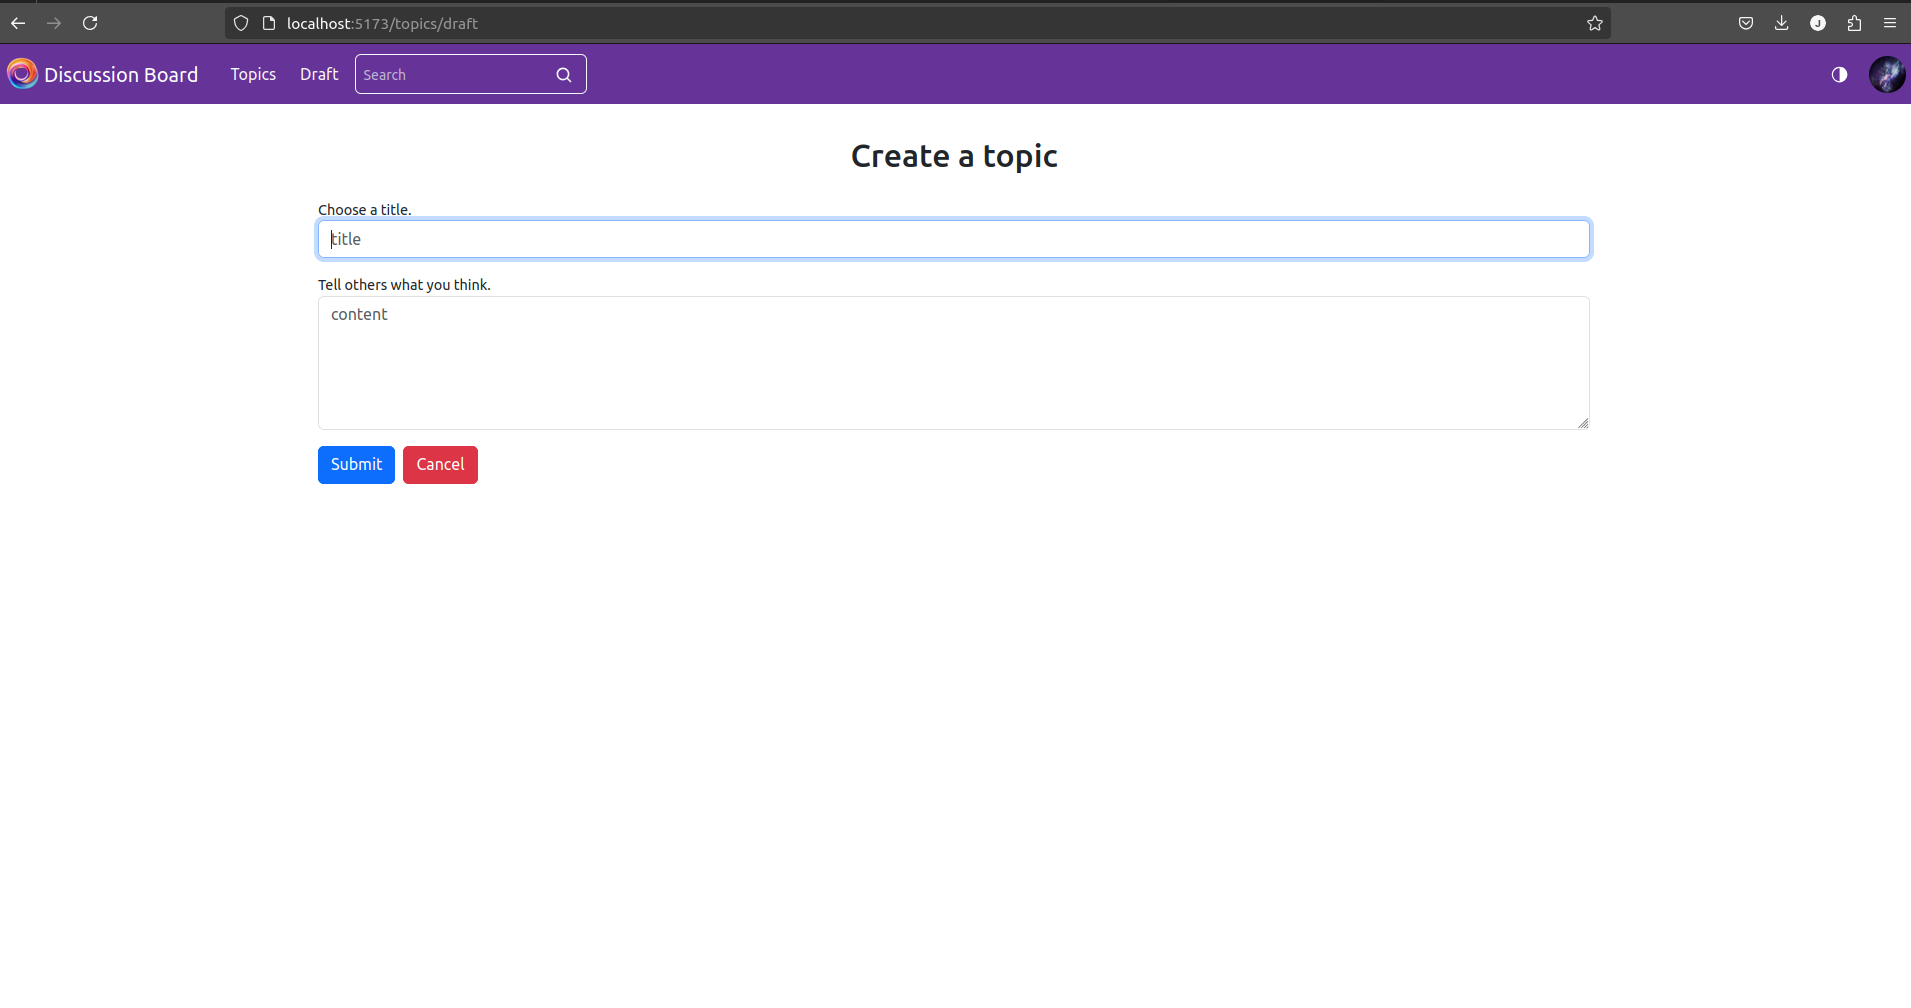 localhost:5173/topics/draft
J
Discussion Board Topics Draft Search
Create a topic
Choose a title.
title
Tell others what you think.
content
Submit Cancel